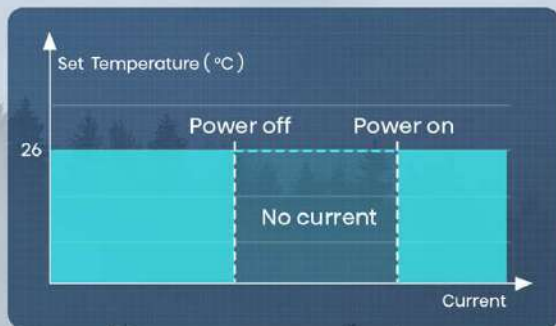 Set Temperature (°C)
Power off
Power on
26
No current
Current